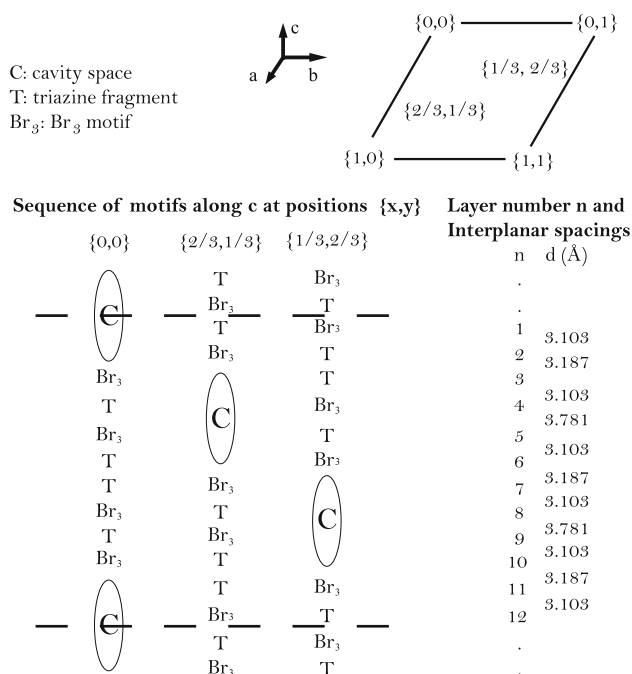 {0,0} {0,1}
c
a b
C: cavity space
T: triazine fragment
Br3: Br3 motif
{1/3, 2/3}
{2/3,1/3}
{1,0} {1,1}
Sequence of motifs along c at positions {x,y} Layer number n and
Interplanar spacings
{0,0} {2/3,1/3} {1/3,2/3} n d (Å)
T Br3 .
C Br3 T .
T Br3 1
3.103
Br3 T 2
3.187
Br3 T 3
3.103
T C Br3 4
3.781
Br3 T 5
3.103
T Br3 6
3.187
T Br3 7
3.103
Br3 T C 8
3.781
T Br3 9
3.103
Br3 T 10
3.187
T Br3 11
3.103
C Br3 T 12
T Br3 .
Br3 T .